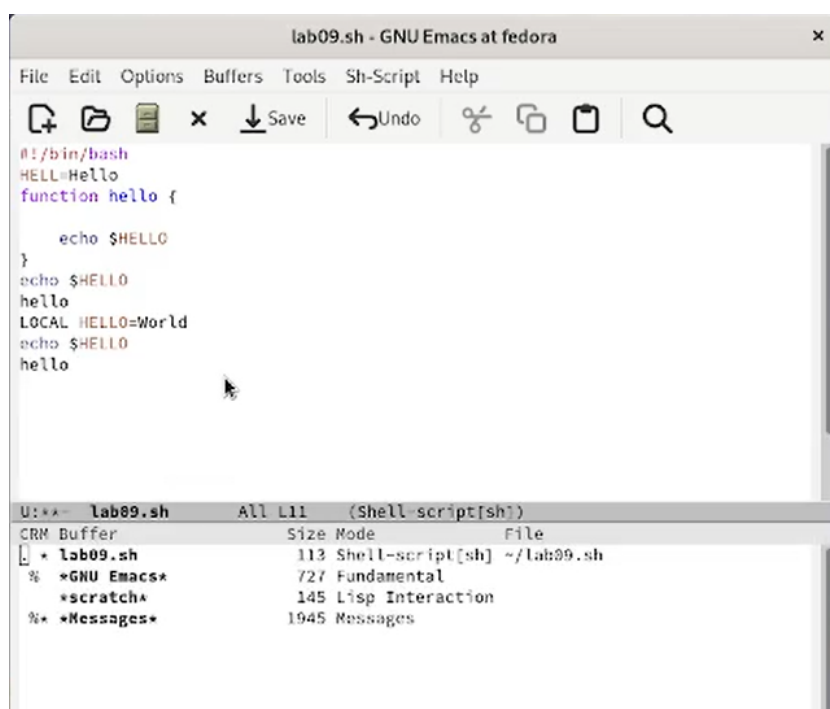 lab09.sh - GNU Emacs at fedora
File Edit Options Buffers Tools Sh-Script Help
Save Undo
#!/bin/bash
HELL=Hello
function hello {
    echo $HELLO
}
echo $HELLO
hello
LOCAL HELLO=World
echo $HELLO
hello
U:**- lab09.sh All L11 (Shell-script[sh])
CRM Buffer Size Mode File
. * lab09.sh 113 Shell-script[sh] ~/lab09.sh
% *GNU Emacs* 727 Fundamental
*scratch* 145 Lisp Interaction
%* *Messages* 1945 Messages